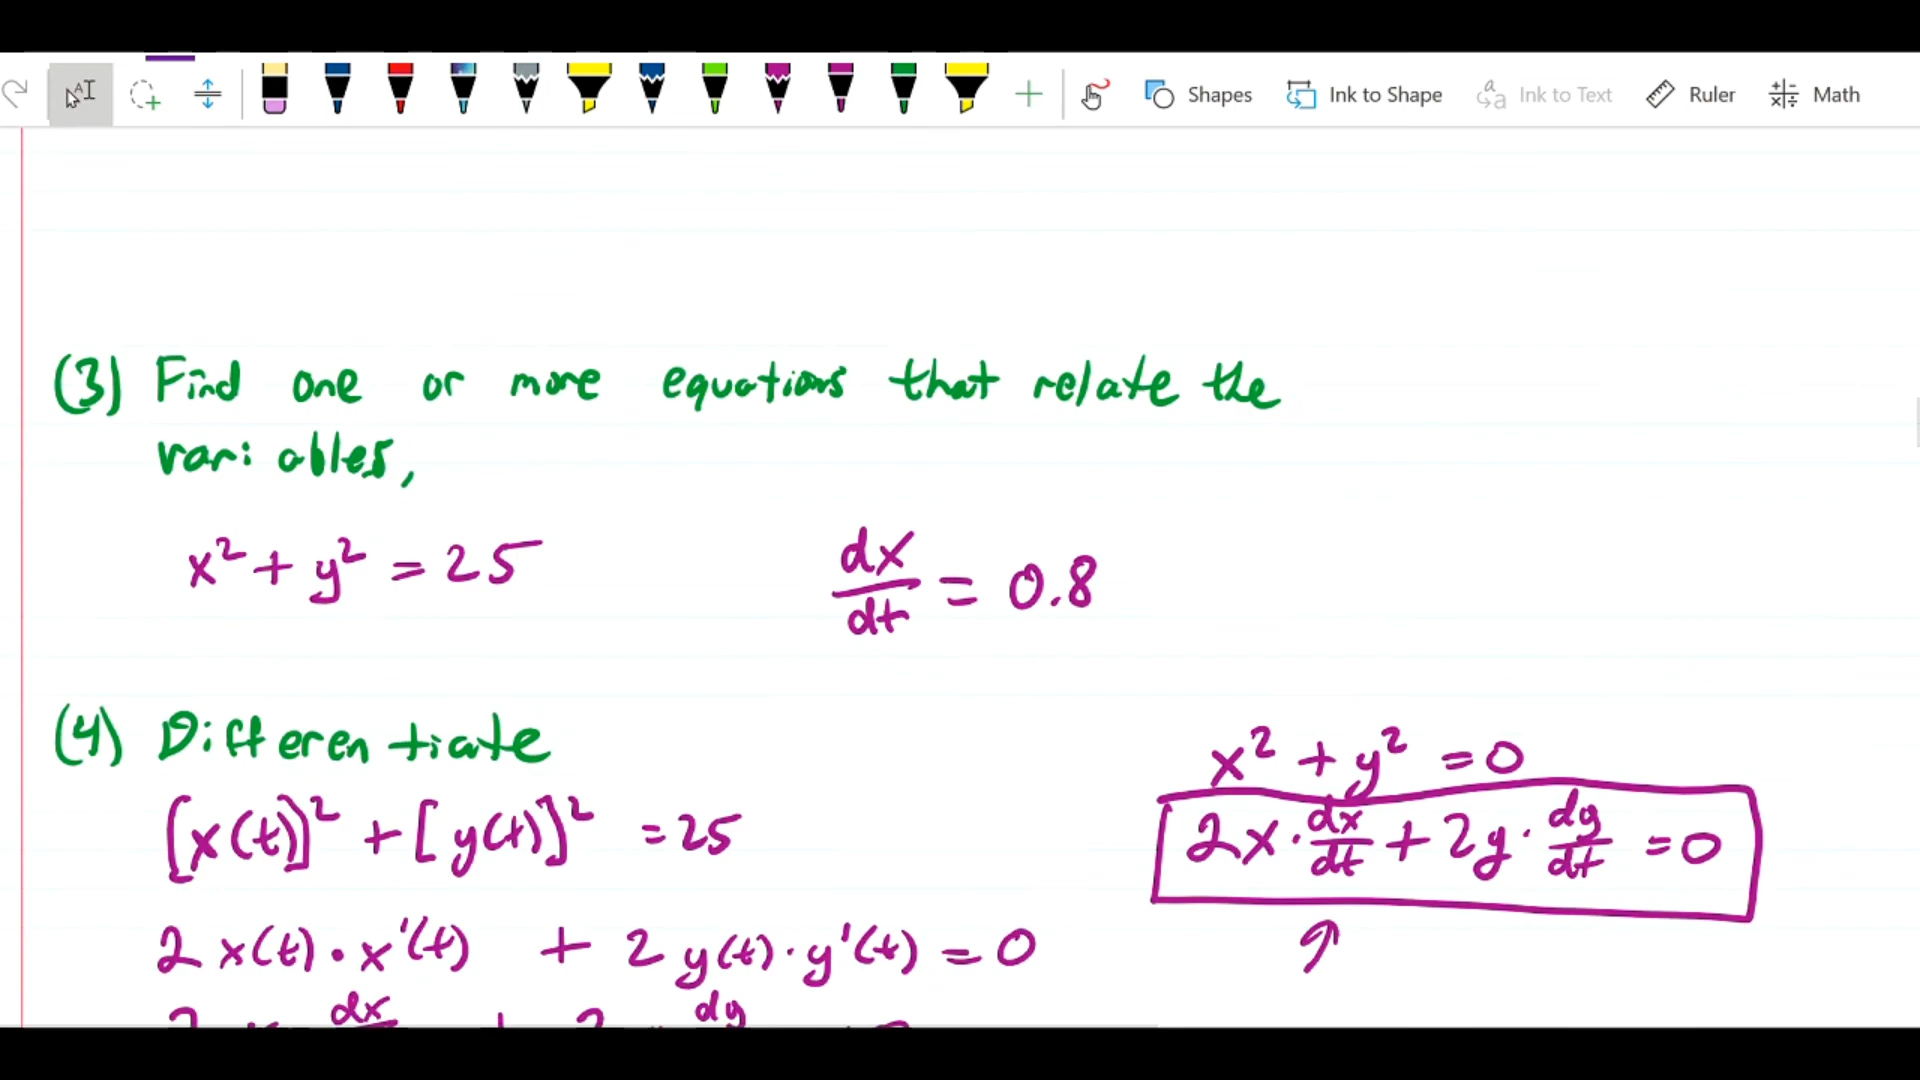 Shapes Ink to Shape Ink to Text Ruler Math
(3) Find one or more equations that relate the
variables,
x² + y² = 25
dx/dt = 0.8
(4) Differentiate
x² + y² = 0
[x(t)]² + [y(t)]² = 25
2x · dx/dt + 2y · dy/dt = 0
2 x(t) · x'(t) + 2 y(t) · y'(t) = 0
dx dy